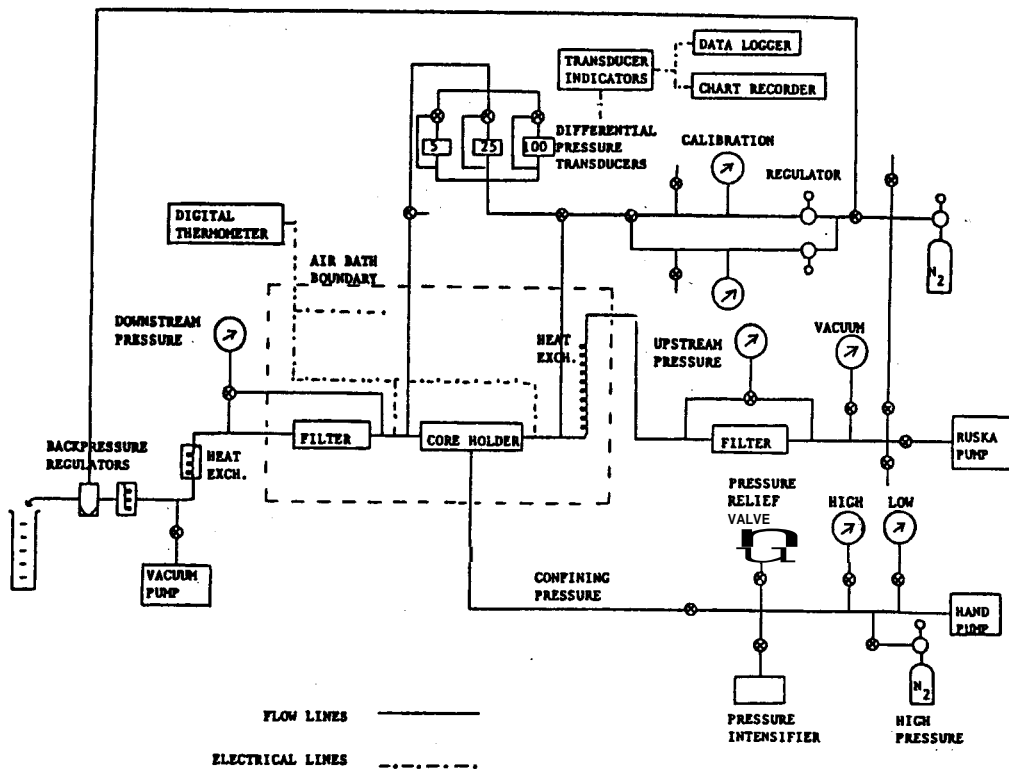 DATA LOGGER
TRANSDUCER
INDICATORS
CHART RECORDER
5
25
100
DIFFERENTIAL
PRESSURE
TRANSDUCERS
CALIBRATION
REGULATOR
DIGITAL
THERMOMETER
N2
AIR BATH
BOUNDARY
DOWNSTREAM
PRESSURE
HEAT
EXCH.
UPSTREAM
PRESSURE
VACUUM
FILTER
CORE HOLDER
FILTER
RUSKA
PUMP
BACKPRESSURE
REGULATORS
HEAT
EXCH.
PRESSURE
RELIEF
VALVE
HIGH
LOW
VACUUM
PUMP
CONFINING
PRESSURE
HAND
PUMP
N2
PRESSURE
INTENSIFIER
HIGH
PRESSURE
FLOW LINES
ELECTRICAL LINES